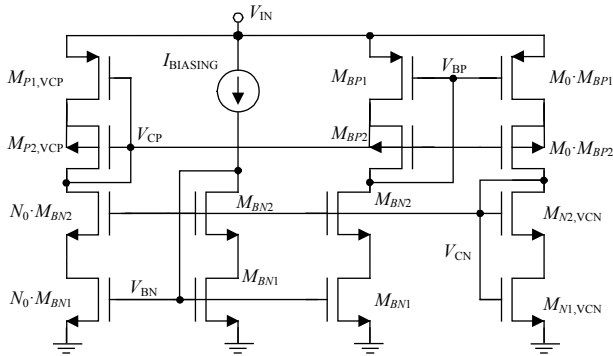 V_IN
I_BIASING
M_P1,VCP
M_BP1
V_BP
M_0·M_BP1
M_P2,VCP
V_CP
M_BP2
M_0·M_BP2
N_0·M_BN2
M_BN2
M_BN2
M_N2,VCN
V_CN
N_0·M_BN1
V_BN
M_BN1
M_BN1
M_N1,VCN